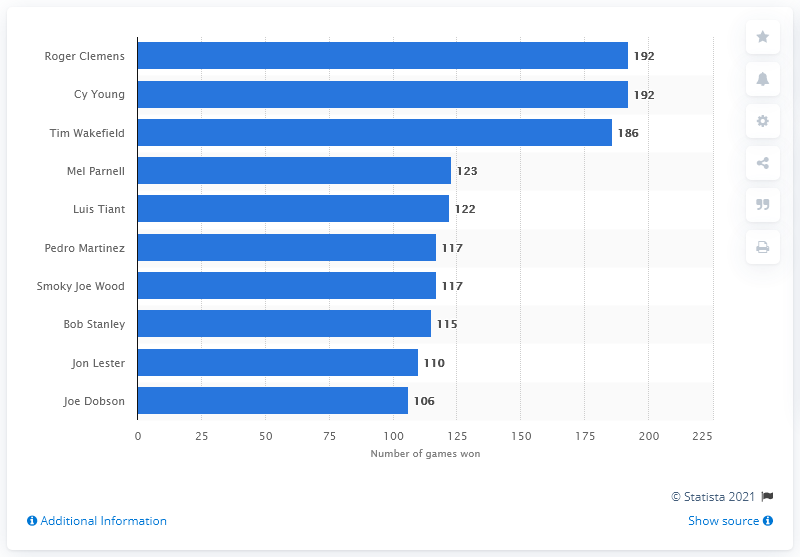 Roger Clemens 192
Cy Young 192
Tim Wakefield 186
Mel Parnell 123
Luis Tiant 122
Pedro Martinez 117
Smoky Joe Wood 117
Bob Stanley 115
Jon Lester 110
Joe Dobson 106
0 25 50 75 100 125 150 175 200 225
Number of games won
© Statista 2021
Additional Information Show source